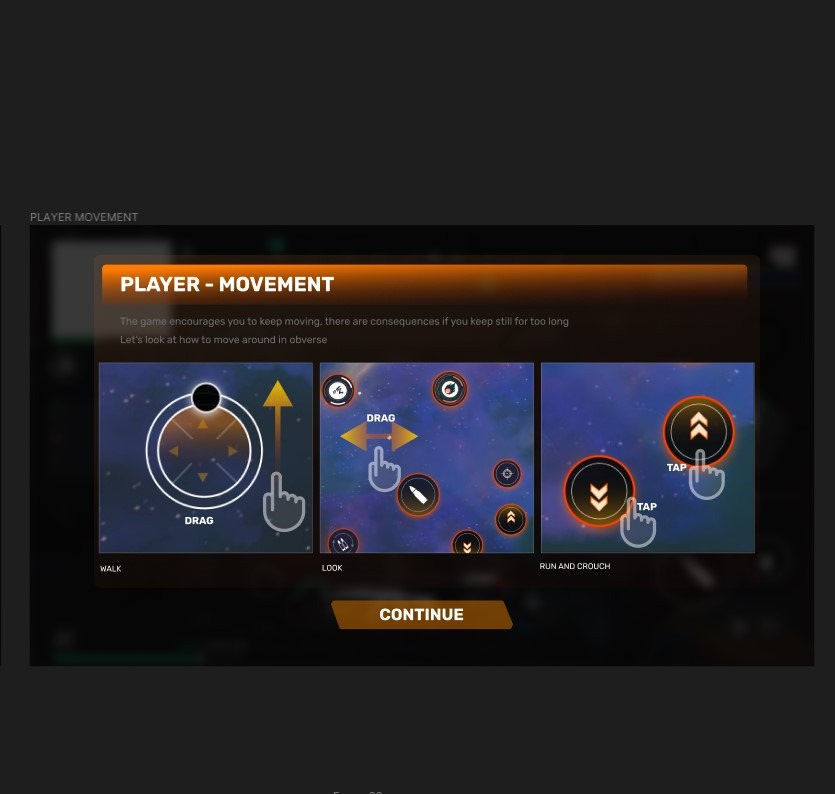 PLAYER MOVEMENT
PLAYER - MOVEMENT
The game encourages you to keep moving, there are consequences if you keep still for too long
Let's look at how to move around in obverse
DRAG
DRAG
TAP
TAP
WALK
LOOK
RUN AND CROUCH
CONTINUE